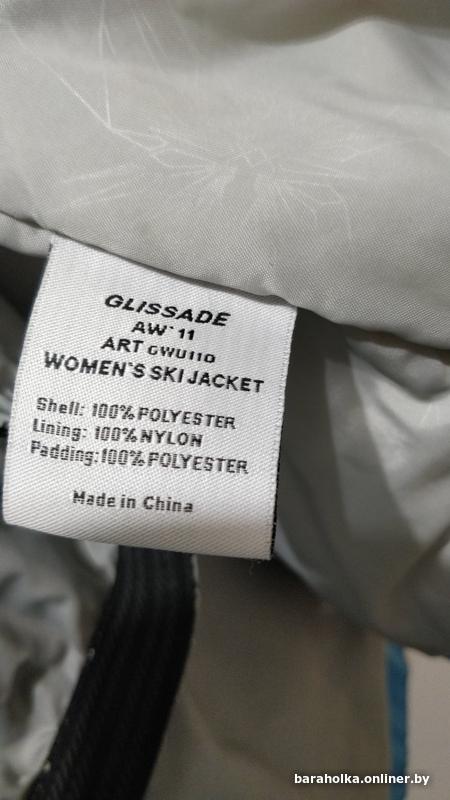 GLISSADE
AW`11
ART GWU110
WOMEN'S SKI JACKET
Shell: 100% POLYESTER
Lining: 100% NYLON
Padding: 100% POLYESTER
Made in China
baraholka.onliner.by